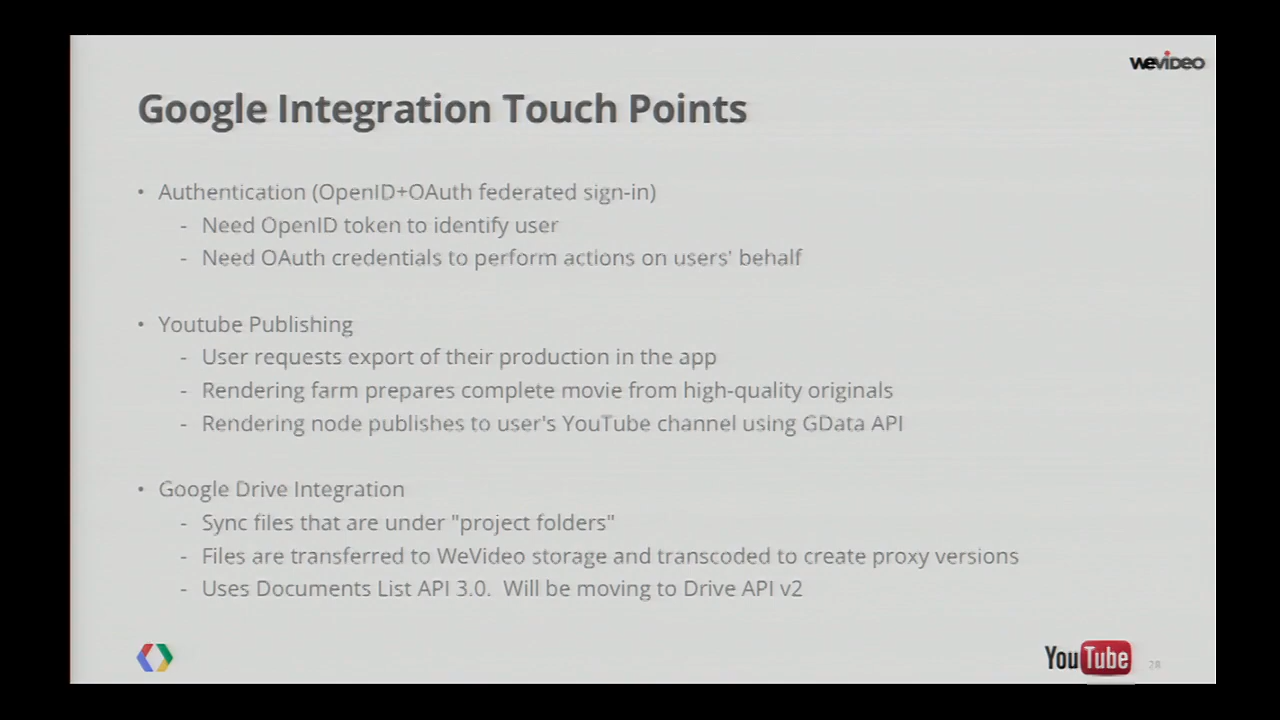 WEVIDEO
Google Integration Touch Points
• Authentication (OpenID+OAuth federated sign-in)
- Need OpenID token to identify user
- Need OAuth credentials to perform actions on users' behalf
• Youtube Publishing
- User requests export of their production in the app
- Rendering farm prepares complete movie from high-quality originals
- Rendering node publishes to user's YouTube channel using GData API
• Google Drive Integration
- Sync files that are under "project folders"
- Files are transferred to WeVideo storage and transcoded to create proxy versions
- Uses Documents List API 3.0.  Will be moving to Drive API v2
YouTube
28